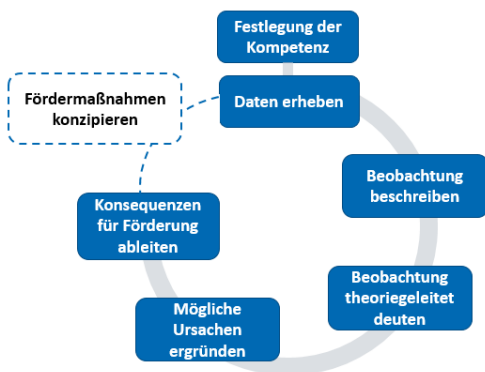 Festlegung der
Kompetenz
Daten erheben
Fördermaßnahmen
konzipieren
Beobachtung
beschreiben
Konsequenzen
für Förderung
ableiten
Beobachtung
theoriegeleitet
deuten
Mögliche
Ursachen
ergründen